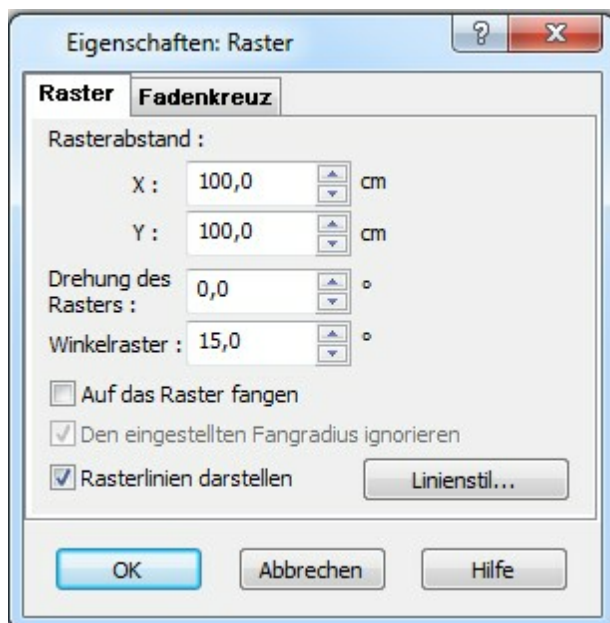 Eigenschaften: Raster
Raster Fadenkreuz
Rasterabstand :
X : 100,0 cm
Y : 100,0 cm
Drehung des
Rasters : 0,0 °
Winkelraster : 15,0 °
Auf das Raster fangen
Den eingestellten Fangradius ignorieren
Rasterlinien darstellen Linienstil...
OK Abbrechen Hilfe